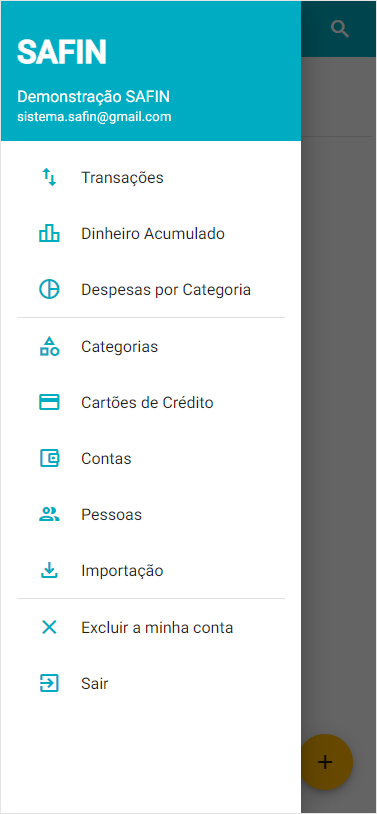 SAFIN
Demonstração SAFIN
sistema.safin@gmail.com
Transações
Dinheiro Acumulado
Despesas por Categoria
Categorias
Cartões de Crédito
Contas
Pessoas
Importação
Excluir a minha conta
Sair